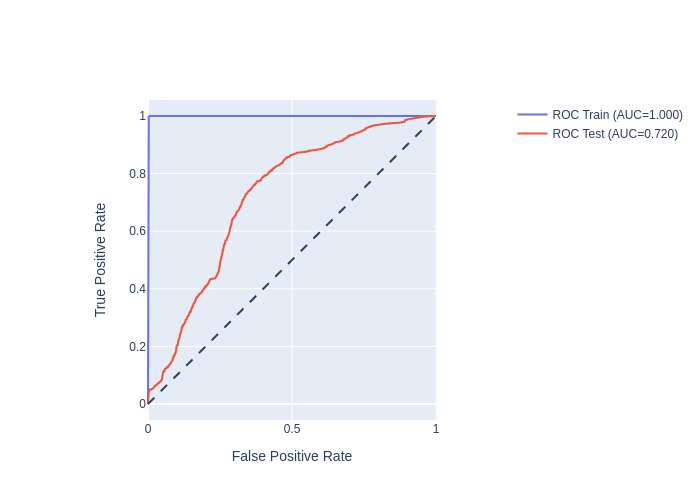 ROC Train (AUC=1.000)
ROC Test (AUC=0.720)
True Positive Rate
1
0.8
0.6
0.4
0.2
0
0
0.5
1
False Positive Rate